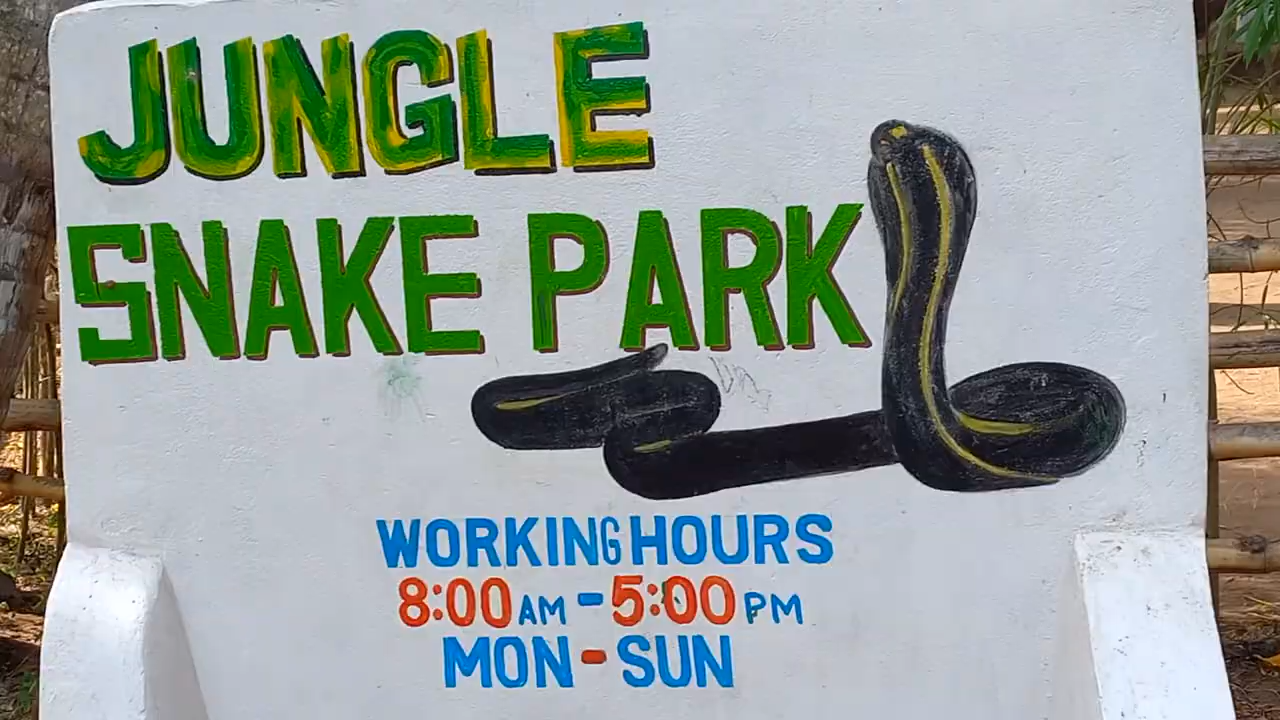 JUNGLE
SNAKE PARK
WORKING HOURS
8:00 AM - 5:00 PM
MON - SUN